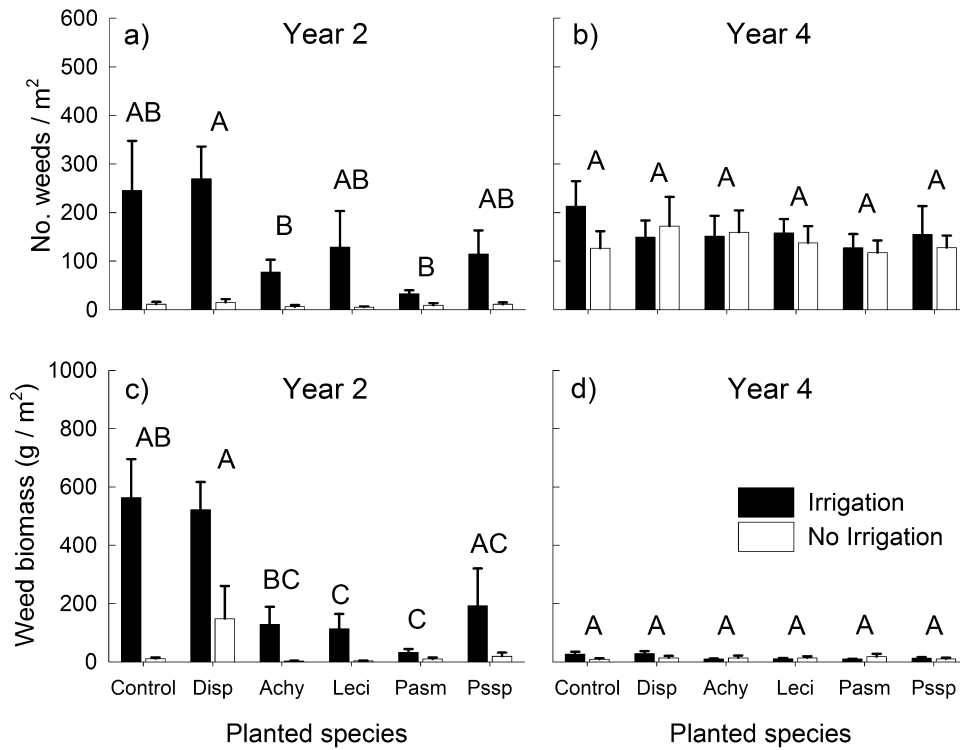 a) Year 2
b) Year 4
No. weeds / m²
600
500
400
300
200
100
0
AB A B AB B AB
A A A A A A
c) Year 2
d) Year 4
Weed biomass (g / m²)
1000
800
600
400
200
0
AB A BC C C AC
Irrigation
No Irrigation
A A A A A A
Control Disp Achy Leci Pasm Pssp
Control Disp Achy Leci Pasm Pssp
Planted species
Planted species